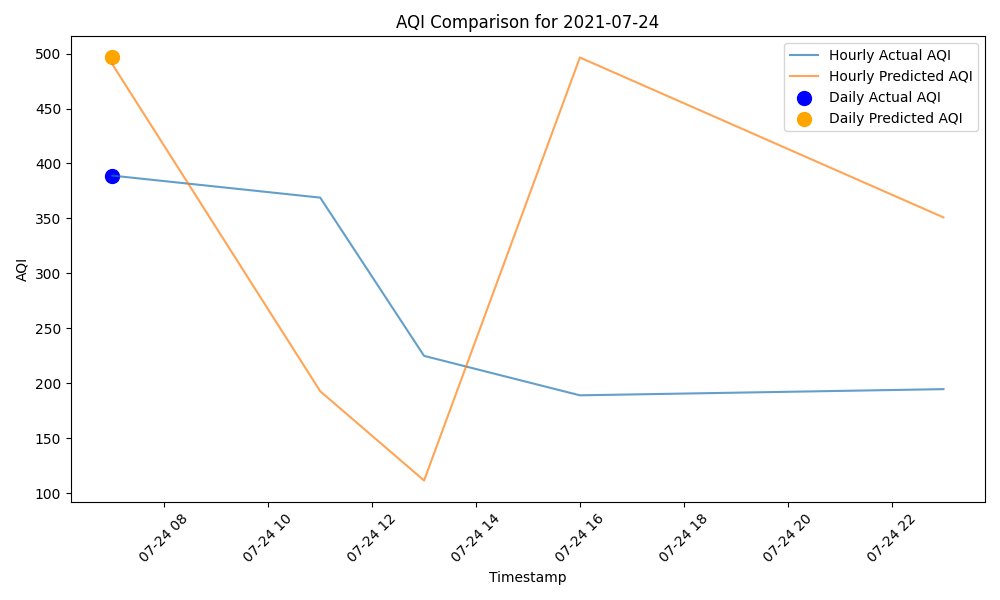 AQI Comparison for 2021-07-24
Hourly Actual AQI
Hourly Predicted AQI
Daily Actual AQI
Daily Predicted AQI
AQI
500
450
400
350
300
250
200
150
100
07-24 08
07-24 10
07-24 12
07-24 14
07-24 16
07-24 18
07-24 20
07-24 22
Timestamp